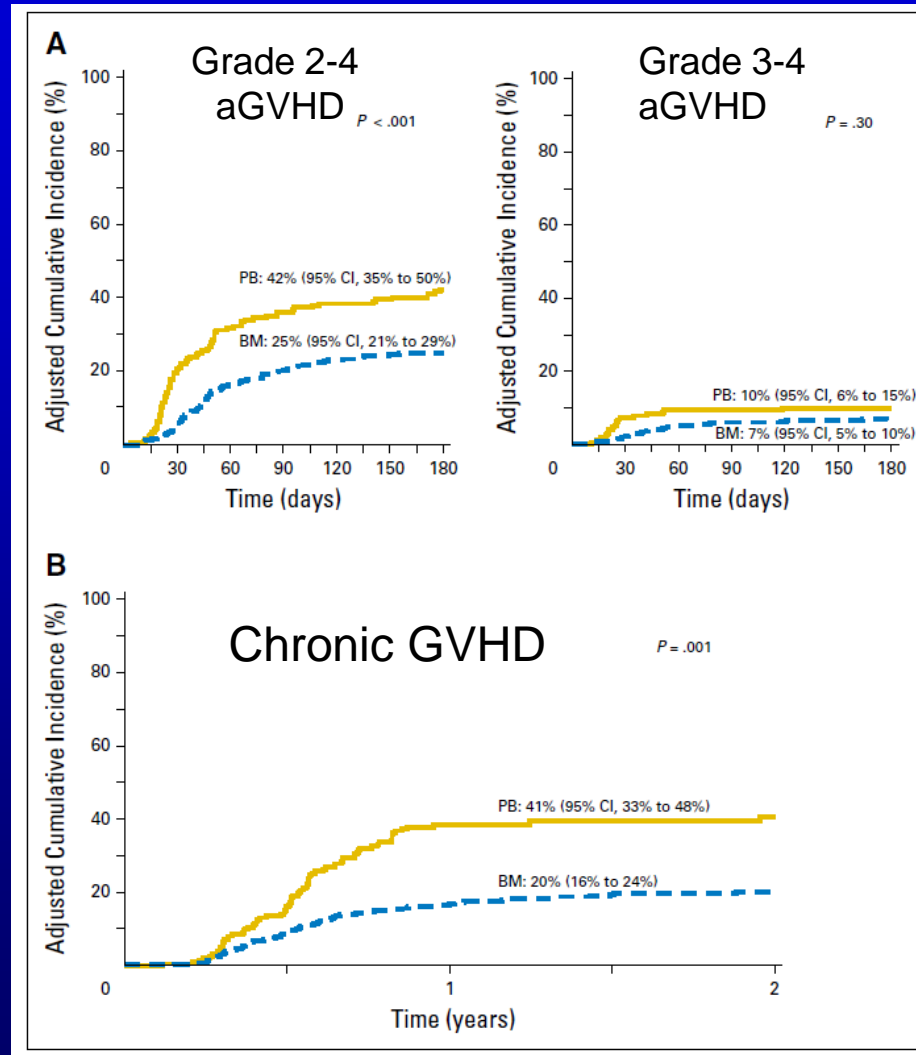 A
Grade 2-4
aGVHD
P < .001
Adjusted Cumulative Incidence (%)
100
80
60
40
20
0
PB: 42% (95% CI, 35% to 50%)
BM: 25% (95% CI, 21% to 29%)
30 60 90 120 150 180
Time (days)
Grade 3-4
aGVHD
P = .30
Adjusted Cumulative Incidence (%)
100
80
60
40
20
0
PB: 10% (95% CI, 6% to 15%)
BM: 7% (95% CI, 5% to 10%)
30 60 90 120 150 180
Time (days)
B
Chronic GVHD
P = .001
Adjusted Cumulative Incidence (%)
100
80
60
40
20
0
PB: 41% (95% CI, 33% to 48%)
BM: 20% (16% to 24%)
1 2
Time (years)